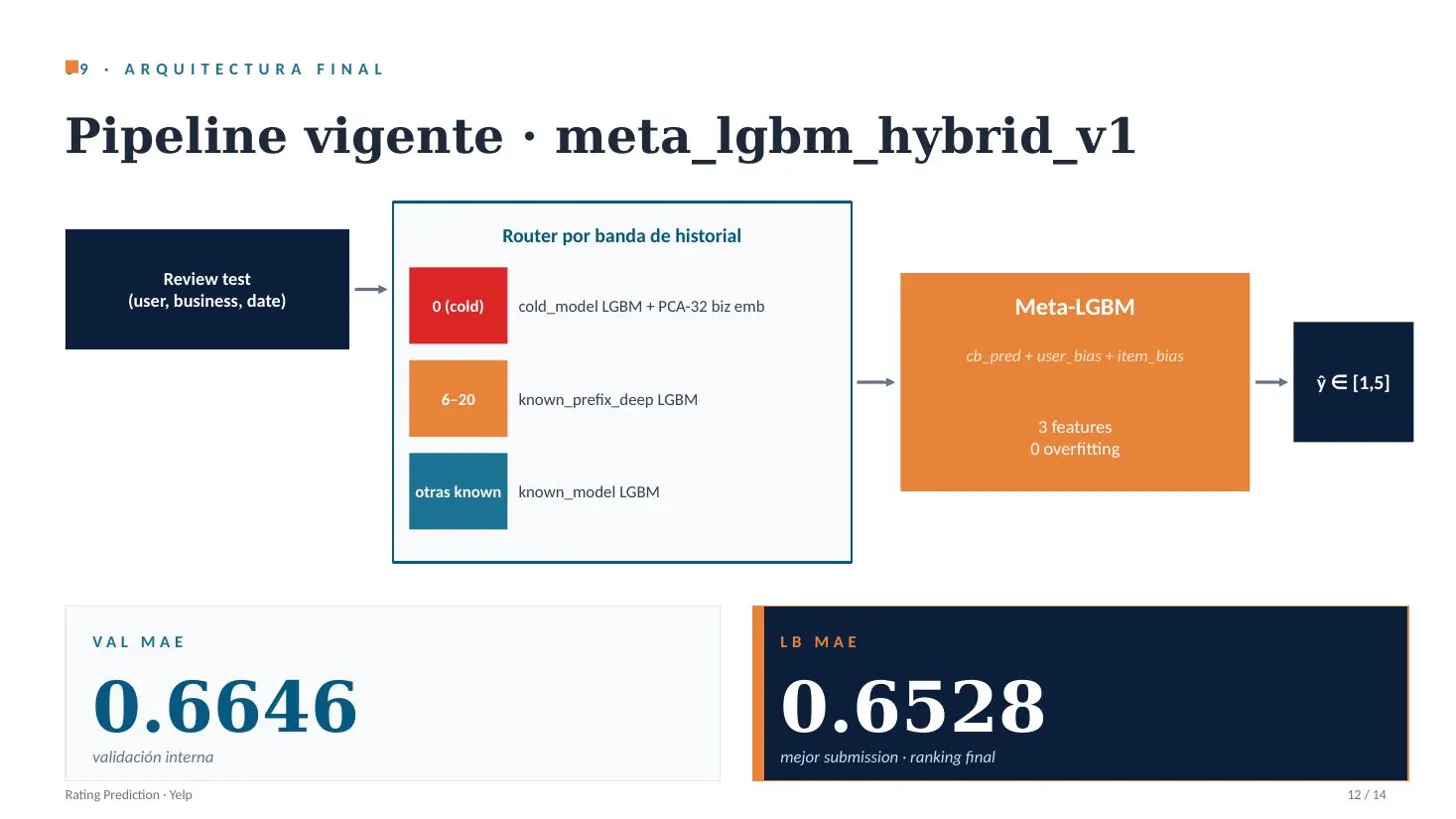 9 · ARQUITECTURA FINAL
Pipeline vigente · meta_lgbm_hybrid_v1
Review test
(user, business, date)
Router por banda de historial
0 (cold)
cold_model LGBM + PCA-32 biz emb
6–20
known_prefix_deep LGBM
otras known
known_model LGBM
Meta-LGBM
cb_pred + user_bias + item_bias
3 features
0 overfitting
ŷ ∈ [1,5]
VAL MAE
0.6646
validación interna
LB MAE
0.6528
mejor submission · ranking final
Rating Prediction · Yelp
12 / 14